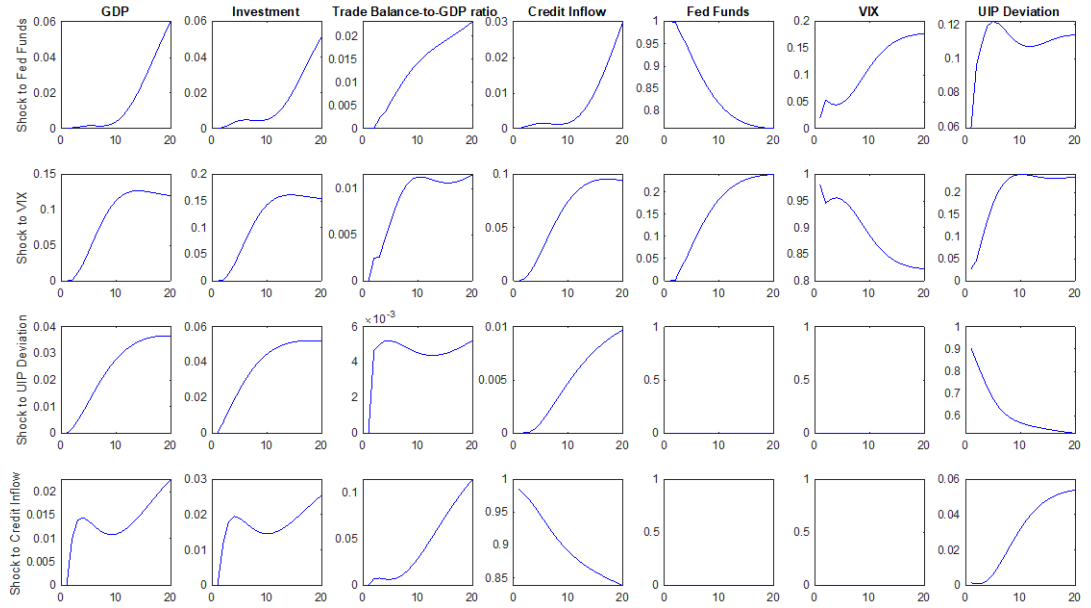 GDP Investment Trade Balance-to-GDP ratio Credit Inflow Fed Funds VIX UIP Deviation
Shock to Fed Funds
0.06 0.04 0.02 0 0 10 20
0.06 0.04 0.02 0 0 10 20
0.02 0.015 0.01 0.005 0 0 10 20
0.03 0.02 0.01 0 0 10 20
1 0.95 0.9 0.85 0.8 0 10 20
0.2 0.15 0.1 0.05 0 0 10 20
0.12 0.1 0.08 0.06 0 10 20
Shock to VIX
0.15 0.1 0.05 0 0 10 20
0.2 0.15 0.1 0.05 0 0 10 20
0.01 0.005 0 0 10 20
0.1 0.05 0 0 10 20
0.2 0.15 0.1 0.05 0 0 10 20
1 0.95 0.9 0.85 0.8 0 10 20
0.2 0.15 0.1 0.05 0 0 10 20
Shock to UIP Deviation
0.04 0.03 0.02 0.01 0 0 10 20
0.06 0.04 0.02 0 0 10 20
×10⁻³ 6 4 2 0 0 10 20
0.01 0.005 0 0 10 20
1 0.5 0 0 10 20
1 0.5 0 0 10 20
1 0.9 0.8 0.7 0.6 0 10 20
Shock to Credit Inflow
0.02 0.015 0.01 0.005 0 0 10 20
0.03 0.02 0.01 0 0 10 20
0.1 0.05 0 0 10 20
1 0.95 0.9 0.85 0 10 20
1 0.5 0 0 10 20
1 0.5 0 0 10 20
0.06 0.04 0.02 0 0 10 20